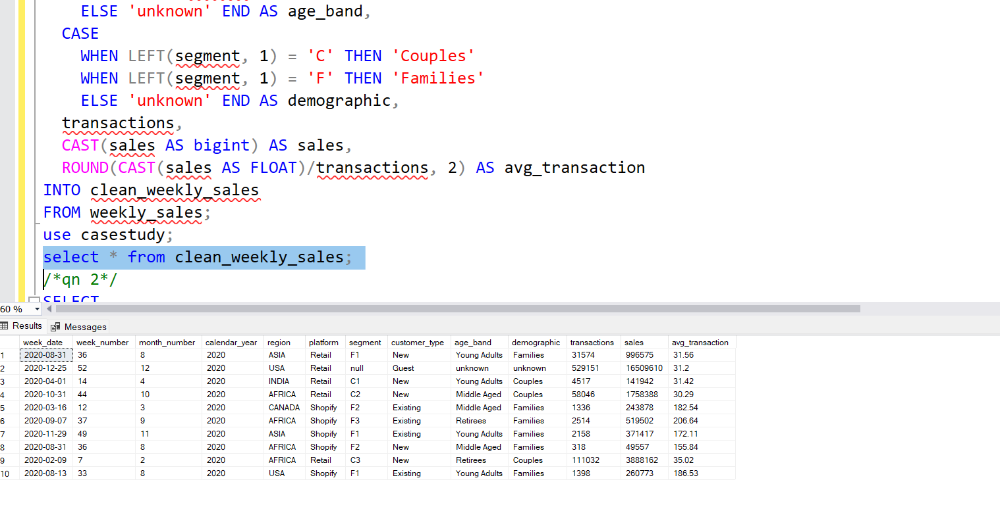 ELSE 'unknown' END AS age_band,
CASE
WHEN LEFT(segment, 1) = 'C' THEN 'Couples'
WHEN LEFT(segment, 1) = 'F' THEN 'Families'
ELSE 'unknown' END AS demographic,
transactions,
CAST(sales AS bigint) AS sales,
ROUND(CAST(sales AS FLOAT)/transactions, 2) AS avg_transaction
INTO clean_weekly_sales
FROM weekly_sales;
use casestudy;
select * from clean_weekly_sales;
/*qn 2*/
SELECT
60 %
Results Messages
week_date week_number month_number calendar_year region platform segment customer_type age_band demographic transactions sales avg_transaction
1 2020-08-31 36 8 2020 ASIA Retail F1 New Young Adults Families 31574 996575 31.56
2 2020-12-25 52 12 2020 USA Retail null Guest unknown unknown 529151 16509610 31.2
3 2020-04-01 14 4 2020 INDIA Retail C1 New Young Adults Couples 4517 141942 31.42
4 2020-10-31 44 10 2020 AFRICA Retail C2 New Middle Aged Couples 58046 1758388 30.29
5 2020-03-16 12 3 2020 CANADA Shopify F2 Existing Middle Aged Families 1336 243878 182.54
6 2020-09-07 37 9 2020 AFRICA Shopify F3 Existing Retirees Families 2514 519502 206.64
7 2020-11-29 49 11 2020 ASIA Shopify F1 Existing Young Adults Families 2158 371417 172.11
8 2020-08-31 36 8 2020 AFRICA Shopify F2 New Middle Aged Families 318 49557 155.84
9 2020-02-09 7 2 2020 AFRICA Retail C3 New Retirees Couples 111032 3888162 35.02
10 2020-08-13 33 8 2020 USA Shopify F1 Existing Young Adults Families 1398 260773 186.53